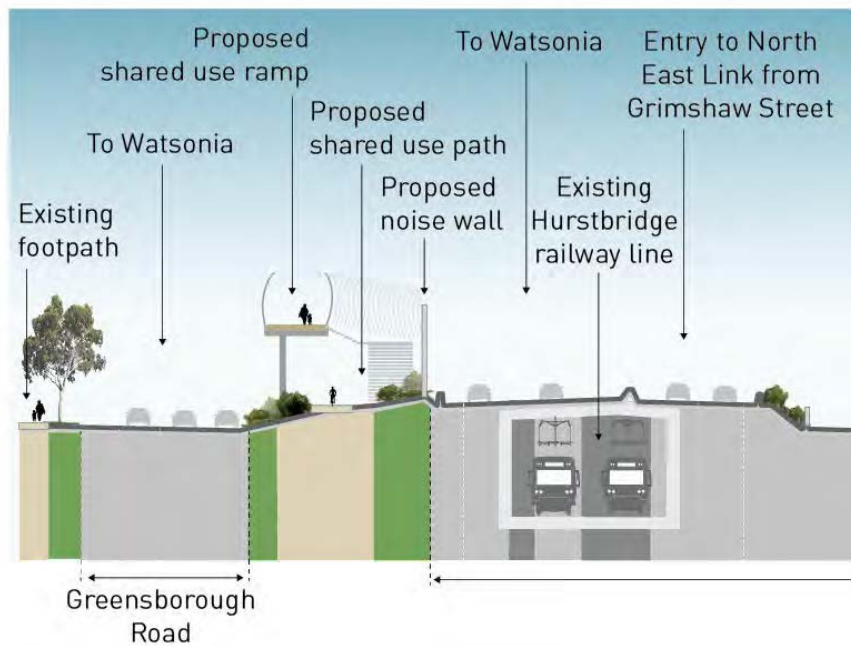 Proposed
shared use ramp
To Watsonia
Entry to North
East Link from
Grimshaw Street
Proposed
shared use path
To Watsonia
Proposed
noise wall
Existing
Hurstbridge
railway line
Existing
footpath
Greensborough
Road